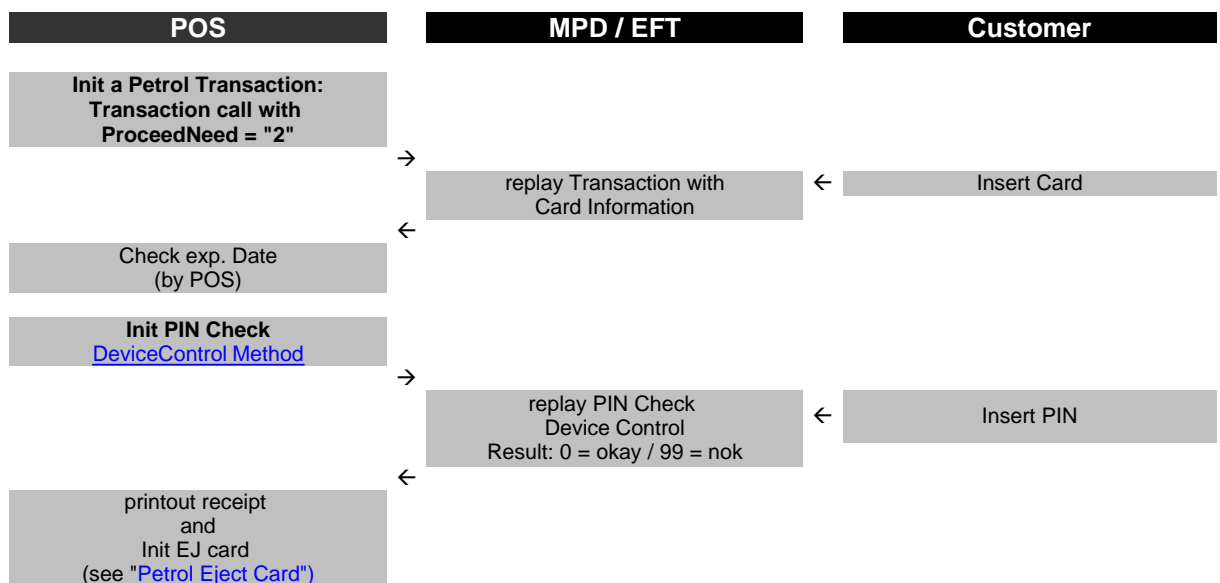 POS
MPD / EFT
Customer
Init a Petrol Transaction:
Transaction call with
ProceedNeed = "2"
→
replay Transaction with
Card Information
←
Insert Card
←
Check exp. Date
(by POS)
Init PIN Check
DeviceControl Method
→
replay PIN Check
Device Control
Result: 0 = okay / 99 = nok
←
Insert PIN
←
printout receipt
and
Init EJ card
(see "Petrol Eject Card")